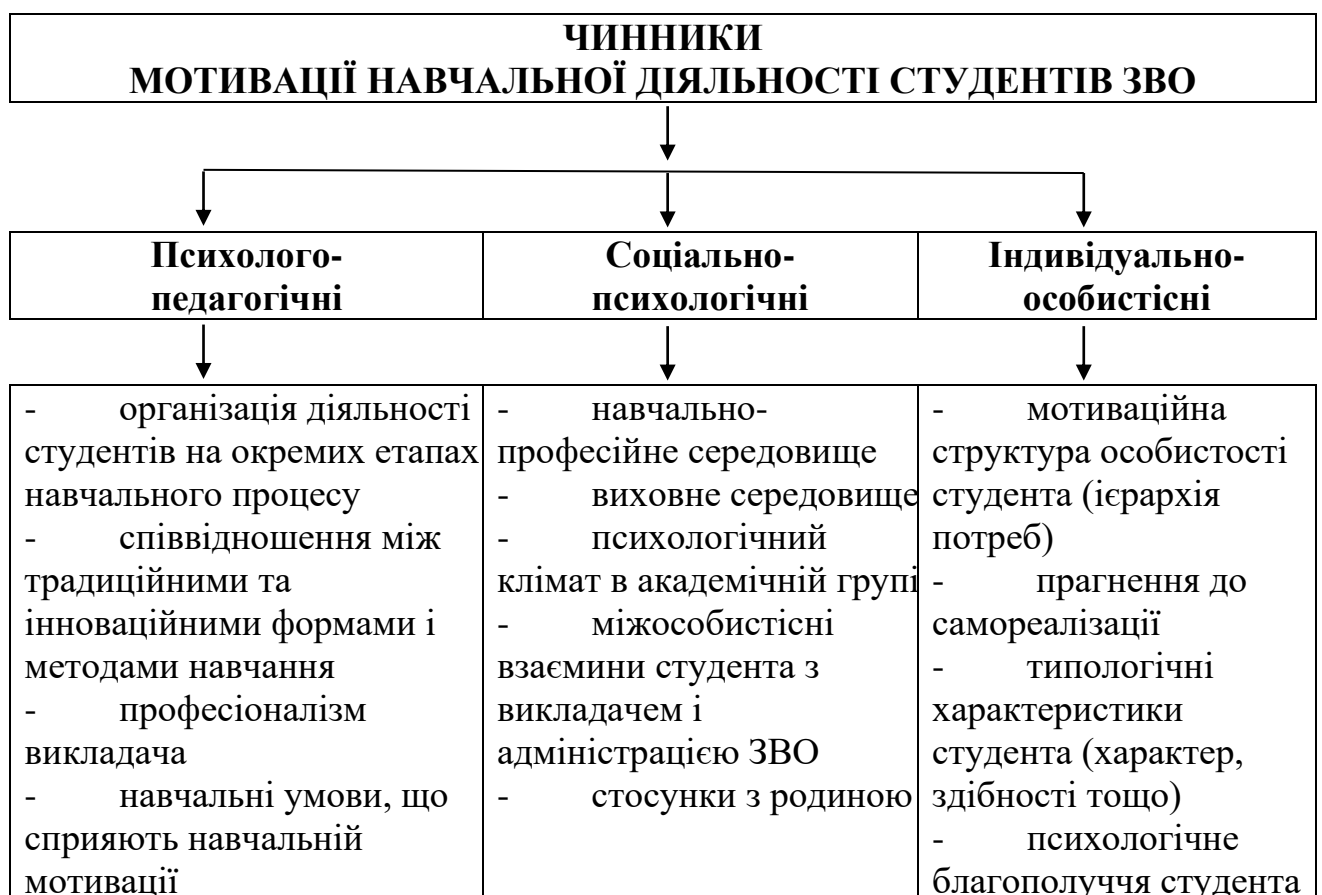 ЧИННИКИ
МОТИВАЦІЇ НАВЧАЛЬНОЇ ДІЯЛЬНОСТІ СТУДЕНТІВ ЗВО
Психолого-
педагогічні
Соціально-
психологічні
Індивідуально-
особистісні
- організація діяльності
студентів на окремих етапах
навчального процесу
- співвідношення між
традиційними та
інноваційними формами і
методами навчання
- професіоналізм
викладача
- навчальні умови, що
сприяють навчальній
мотивації
- навчально-
професійне середовище
- виховне середовище
- психологічний
клімат в академічній групі
- міжособистісні
взаємини студента з
викладачем і
адміністрацією ЗВО
- стосунки з родиною
- мотиваційна
структура особистості
студента (ієрархія
потреб)
- прагнення до
самореалізації
- типологічні
характеристики
студента (характер,
здібності тощо)
- психологічне
благополуччя студента